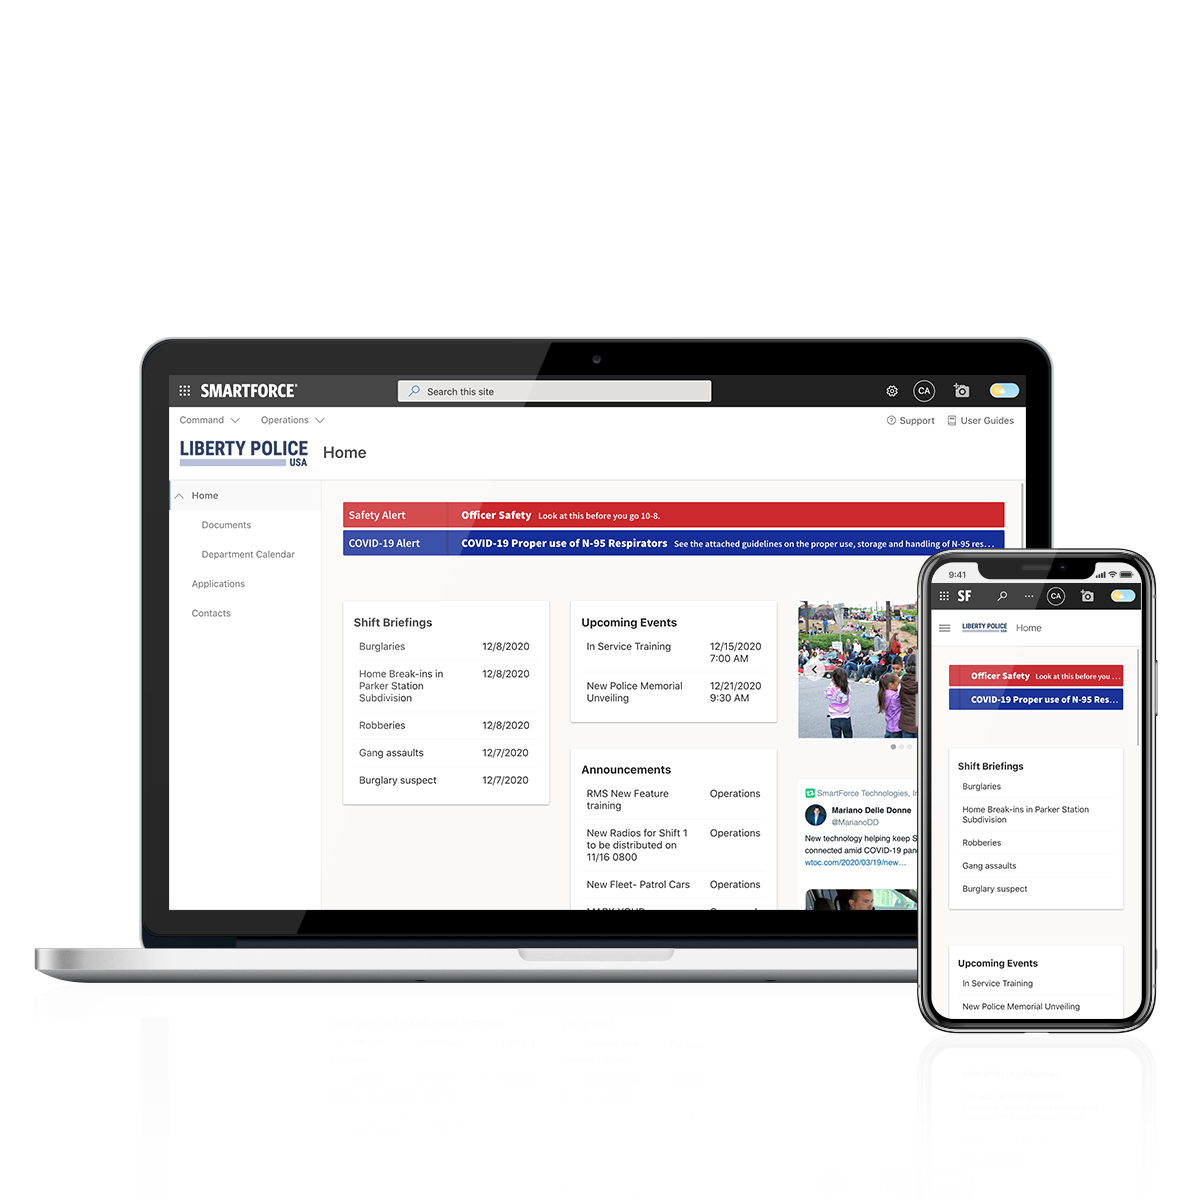 SMARTFORCE®
Search this site
CA
Command
Operations
Support
User Guides
LIBERTY POLICE
USA
Home
Home
Documents
Department Calendar
Applications
Contacts
Safety Alert
Officer Safety Look at this before you go 10-8.
COVID-19 Alert
COVID-19 Proper use of N-95 Respirators See the attached guidelines on the proper use, storage and handling of N-95 res...
Shift Briefings
Burglaries 12/8/2020
Home Break-ins in 12/8/2020
Parker Station
Subdivision
Robberies 12/8/2020
Gang assaults 12/7/2020
Burglary suspect 12/7/2020
Upcoming Events
In Service Training 12/15/2020
7:00 AM
New Police Memorial 12/21/2020
Unveiling 9:30 AM
Announcements
RMS New Feature Operations
training
New Radios for Shift 1 Operations
to be distributed on
11/16 0800
New Fleet- Patrol Cars Operations
SmartForce Technologies, In
Mariano Delle Donne
@MarianoDD
New technology helping keep S
connected amid COVID-19 pan
wtoc.com/2020/03/19/new...
9:41
SF
...
CA
LIBERTY POLICE
USA
Home
Officer Safety Look at this before you ...
COVID-19 Proper use of N-95 Res...
Shift Briefings
Burglaries
Home Break-ins in Parker Station
Subdivision
Robberies
Gang assaults
Burglary suspect
Upcoming Events
In Service Training
New Police Memorial Unveiling